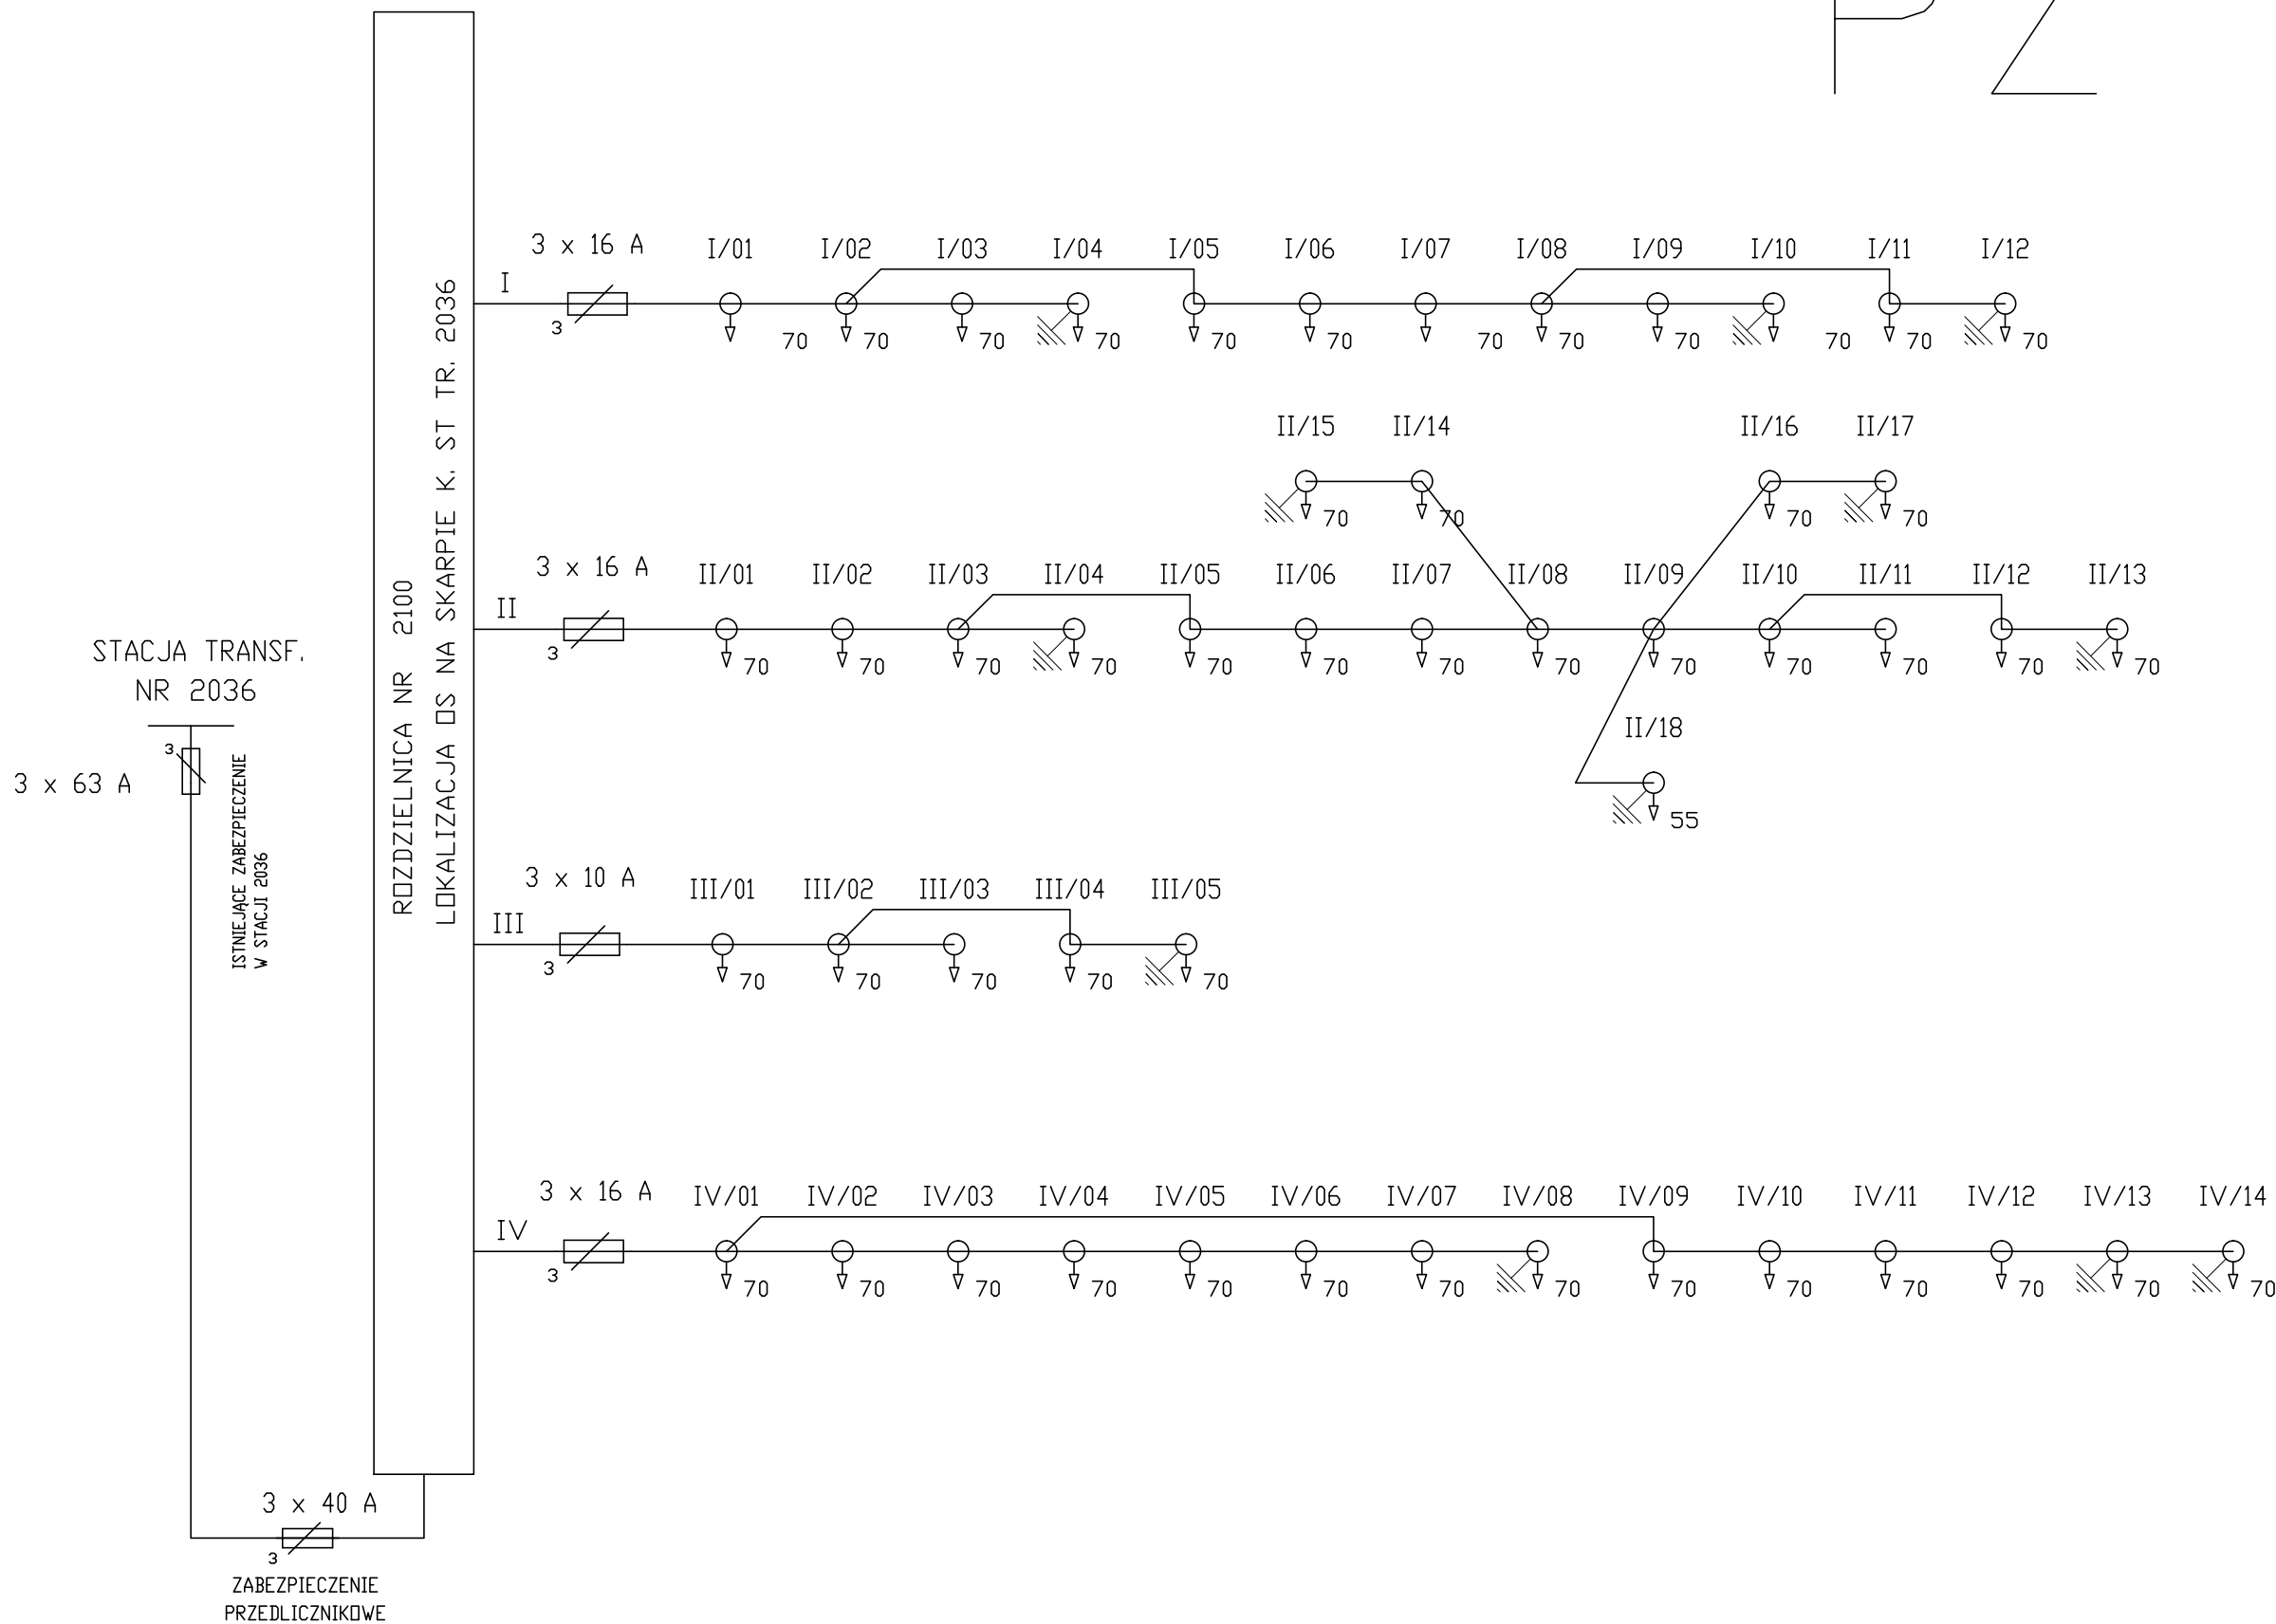 PZ
3 x 16 A
I/01 I/02 I/03 I/04 I/05 I/06 I/07 I/08 I/09 I/10 I/11 I/12
I
3
70 70 70 70 70 70 70 70 70 70 70 70
II/15 II/14 II/16 II/17
70 70 70 70
3 x 16 A
II/01 II/02 II/03 II/04 II/05 II/06 II/07 II/08 II/09 II/10 II/11 II/12 II/13
II
3
70 70 70 70 70 70 70 70 70 70 70 70 70
II/18
55
STACJA TRANSF.
NR 2036
3
3 x 63 A
ISTNIEJĄCE ZABEZPIECZENIE
W STACJI 2036
ROZDZIELNICA NR 2100
LOKALIZACJA OS NA SKARPIE K. ST TR. 2036
3 x 10 A
III/01 III/02 III/03 III/04 III/05
III
3
70 70 70 70 70
3 x 16 A
IV/01 IV/02 IV/03 IV/04 IV/05 IV/06 IV/07 IV/08 IV/09 IV/10 IV/11 IV/12 IV/13 IV/14
IV
3
70 70 70 70 70 70 70 70 70 70 70 70 70 70
3 x 40 A
3
ZABEZPIECZENIE
PRZEDLICZNIKOWE